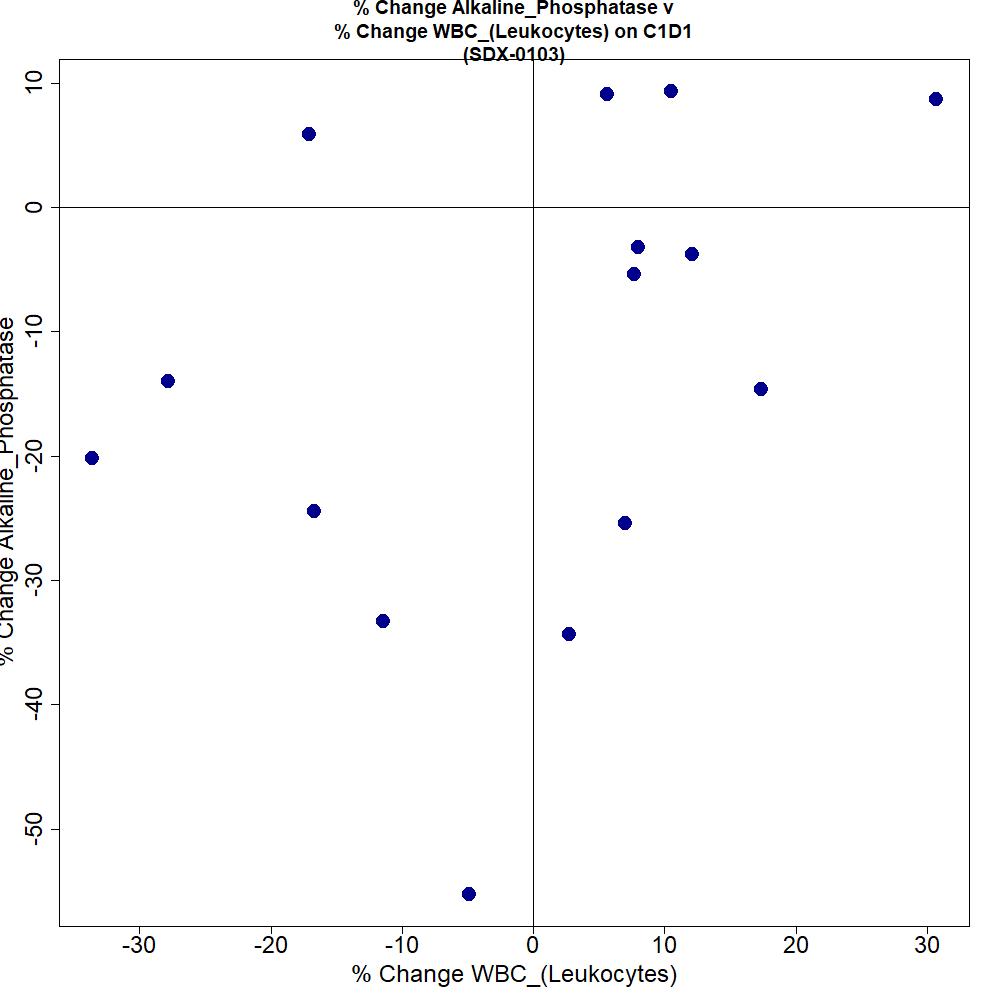 % Change Alkaline_Phosphatase v
% Change WBC_(Leukocytes) on C1D1
(SDX-0103)
% Change Alkaline_Phosphatase
10
0
-10
-20
-30
-40
-50
-30
-20
-10
0
10
20
30
% Change WBC_(Leukocytes)